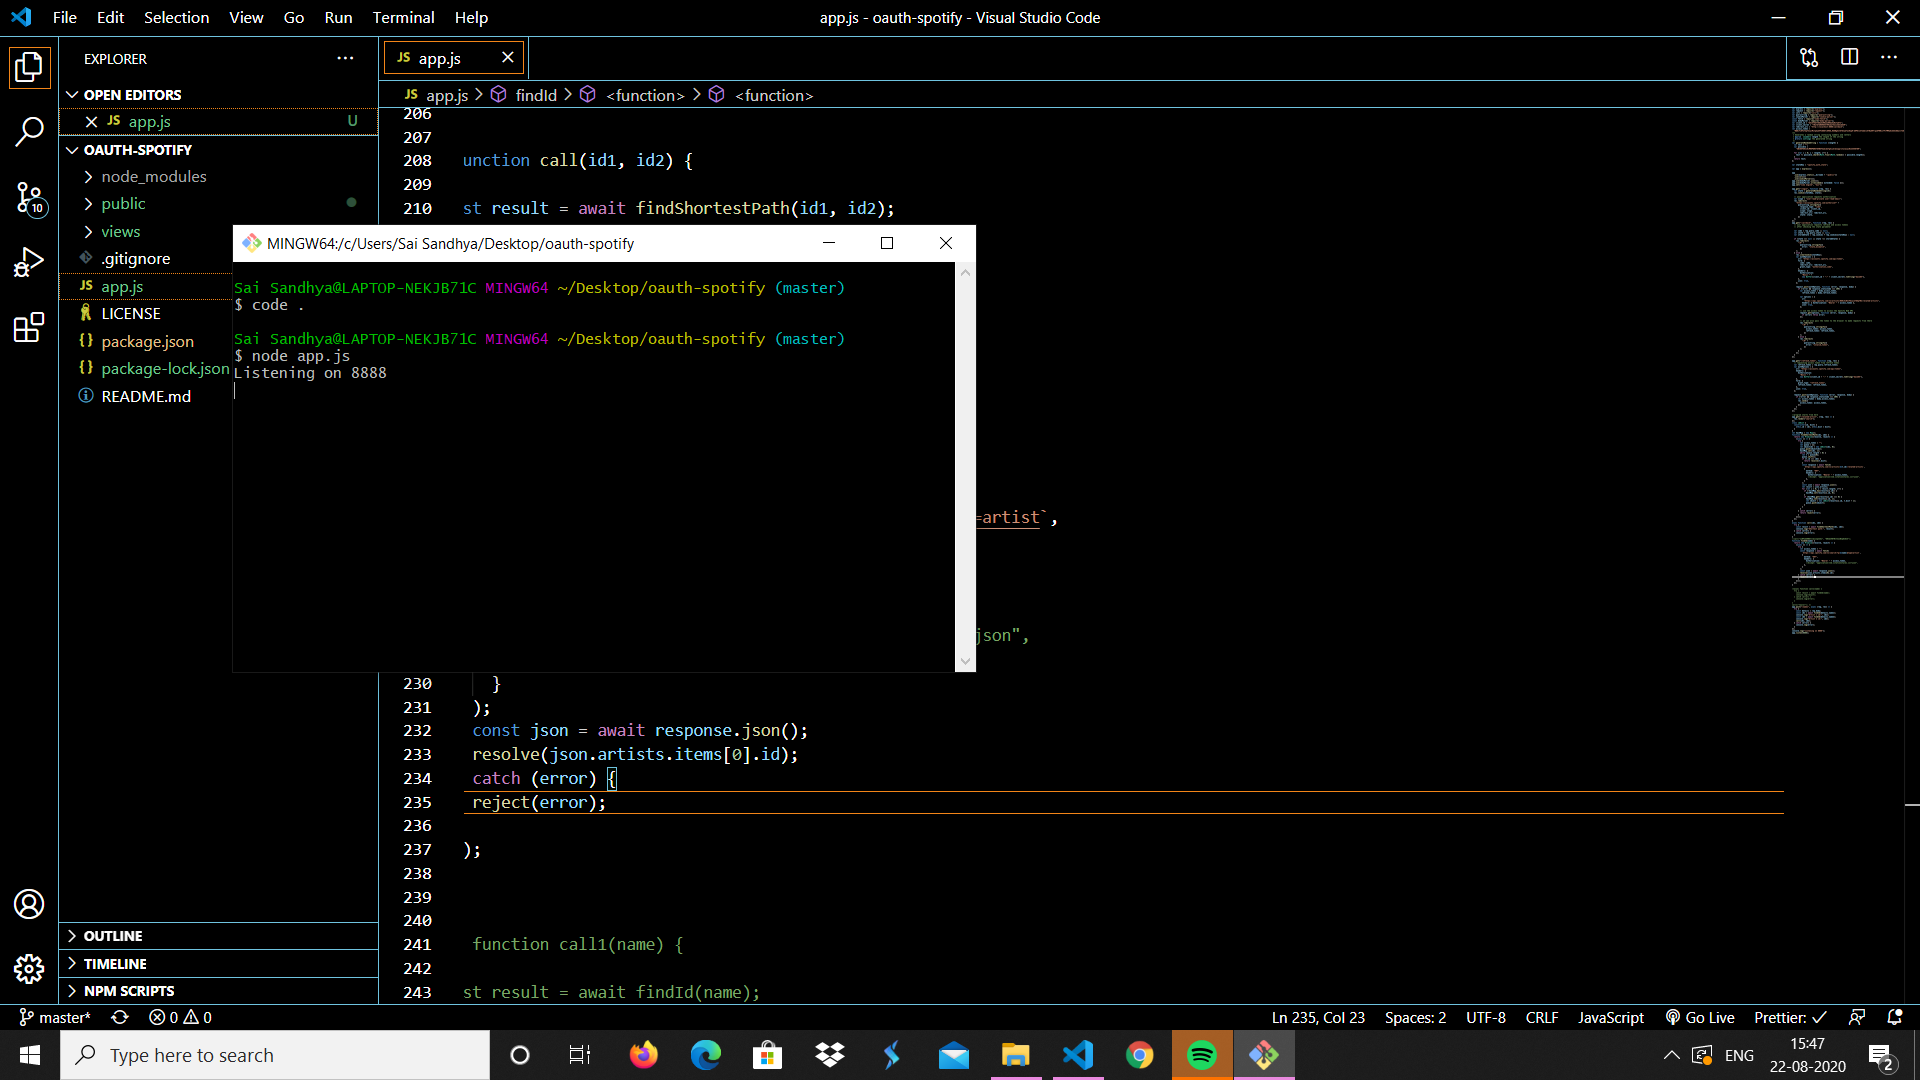 File Edit Selection View Go Run Terminal Help
app.js - oauth-spotify - Visual Studio Code
EXPLORER
OPEN EDITORS
JS app.js U
OAUTH-SPOTIFY
node_modules
public
views
.gitignore
JS app.js
LICENSE
{} package.json
{} package-lock.json
README.md
OUTLINE
TIMELINE
NPM SCRIPTS
10
JS app.js
JS app.js > findId > <function> > <function>
206
207
208 unction call(id1, id2) {
209
210 st result = await findShortestPath(id1, id2);
MINGW64:/c/Users/Sai Sandhya/Desktop/oauth-spotify
Sai Sandhya@LAPTOP-NEKJB71C MINGW64 ~/Desktop/oauth-spotify (master)
$ code .
Sai Sandhya@LAPTOP-NEKJB71C MINGW64 ~/Desktop/oauth-spotify (master)
$ node app.js
Listening on 8888
=artist`,
json",
230 }
231 );
232 const json = await response.json();
233 resolve(json.artists.items[0].id);
234 catch (error) {
235 reject(error);
236
237 );
238
239
240
241 function call1(name) {
242
243 st result = await findId(name);
master* 0 0
Ln 235, Col 23 Spaces: 2 UTF-8 CRLF JavaScript Go Live Prettier: ✓
Type here to search
ENG
15:47
22-08-2020
2